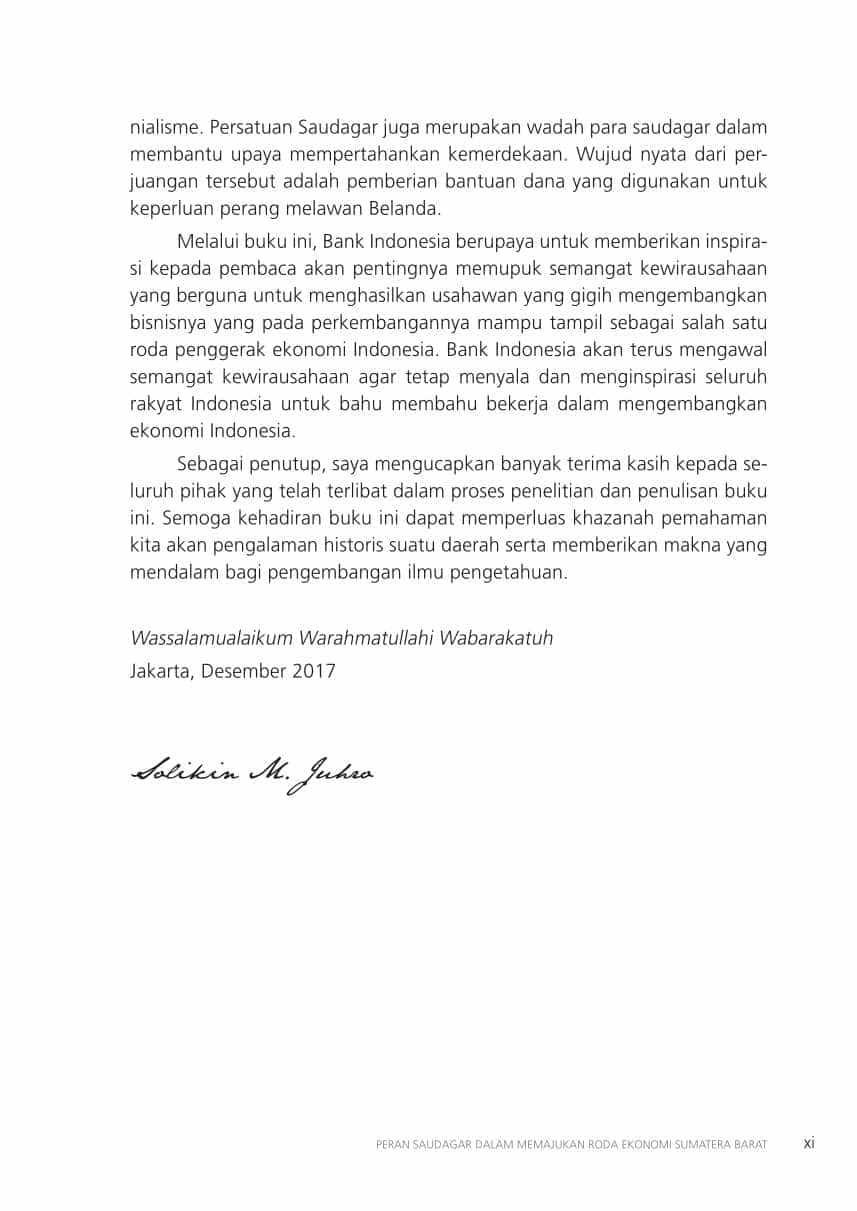 nialisme. Persatuan Saudagar juga merupakan wadah para saudagar dalam
membantu upaya mempertahankan kemerdekaan. Wujud nyata dari per-
juangan tersebut adalah pemberian bantuan dana yang digunakan untuk
keperluan perang melawan Belanda.
Melalui buku ini, Bank Indonesia berupaya untuk memberikan inspira-
si kepada pembaca akan pentingnya memupuk semangat kewirausahaan
yang berguna untuk menghasilkan usahawan yang gigih mengembangkan
bisnisnya yang pada perkembangannya mampu tampil sebagai salah satu
roda penggerak ekonomi Indonesia. Bank Indonesia akan terus mengawal
semangat kewirausahaan agar tetap menyala dan menginspirasi seluruh
rakyat Indonesia untuk bahu membahu bekerja dalam mengembangkan
ekonomi Indonesia.
Sebagai penutup, saya mengucapkan banyak terima kasih kepada se-
luruh pihak yang telah terlibat dalam proses penelitian dan penulisan buku
ini. Semoga kehadiran buku ini dapat memperluas khazanah pemahaman
kita akan pengalaman historis suatu daerah serta memberikan makna yang
mendalam bagi pengembangan ilmu pengetahuan.
Wassalamualaikum Warahmatullahi Wabarakatuh
Jakarta, Desember 2017
Solikin M. Juhro
PERAN SAUDAGAR DALAM MEMAJUKAN RODA EKONOMI SUMATERA BARAT xi